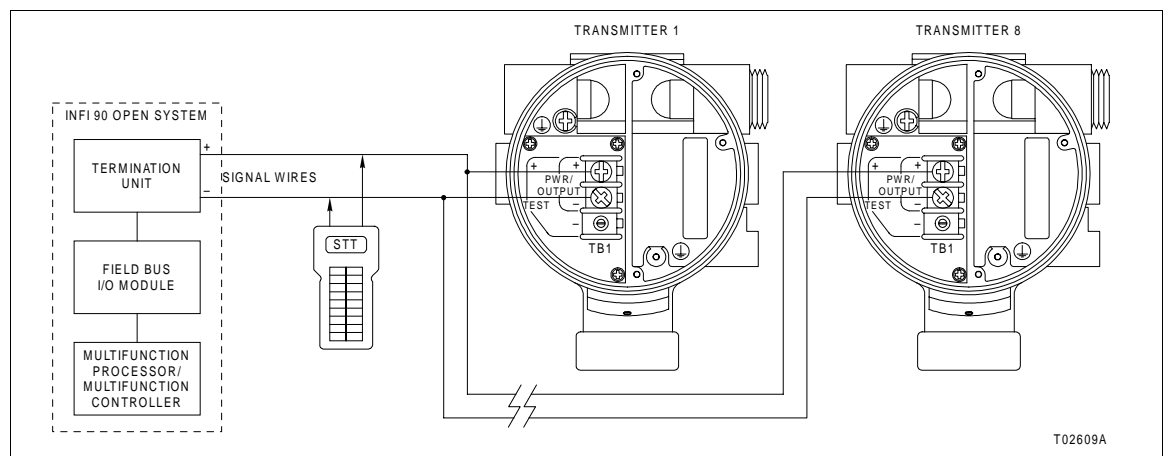 TRANSMITTER 1
TRANSMITTER 8
INFI 90 OPEN SYSTEM
TERMINATION
UNIT
+
−
SIGNAL WIRES
STT
FIELD BUS
I/O MODULE
MULTIFUNCTION
PROCESSOR/
MULTIFUNCTION
CONTROLLER
+
+
PWR/
OUTPUT
−
TEST
−
TB1
+
+
PWR/
OUTPUT
−
TEST
−
TB1
T02609A